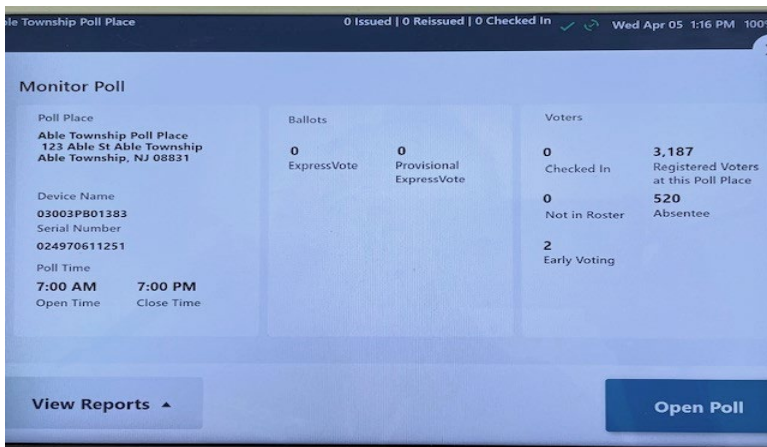 Township Poll Place
0 Issued | 0 Reissued | 0 Checked In
Wed Apr 05 1:16 PM 100%
Monitor Poll
Poll Place
Able Township Poll Place
123 Able St Able Township
Able Township, NJ 08831
Device Name
03003PB01383
Serial Number
024970611251
Poll Time
7:00 AM 7:00 PM
Open Time Close Time
Ballots
0 0
ExpressVote Provisional
ExpressVote
Voters
0 3,187
Checked In Registered Voters
at this Poll Place
0 520
Not in Roster Absentee
2
Early Voting
View Reports
Open Poll